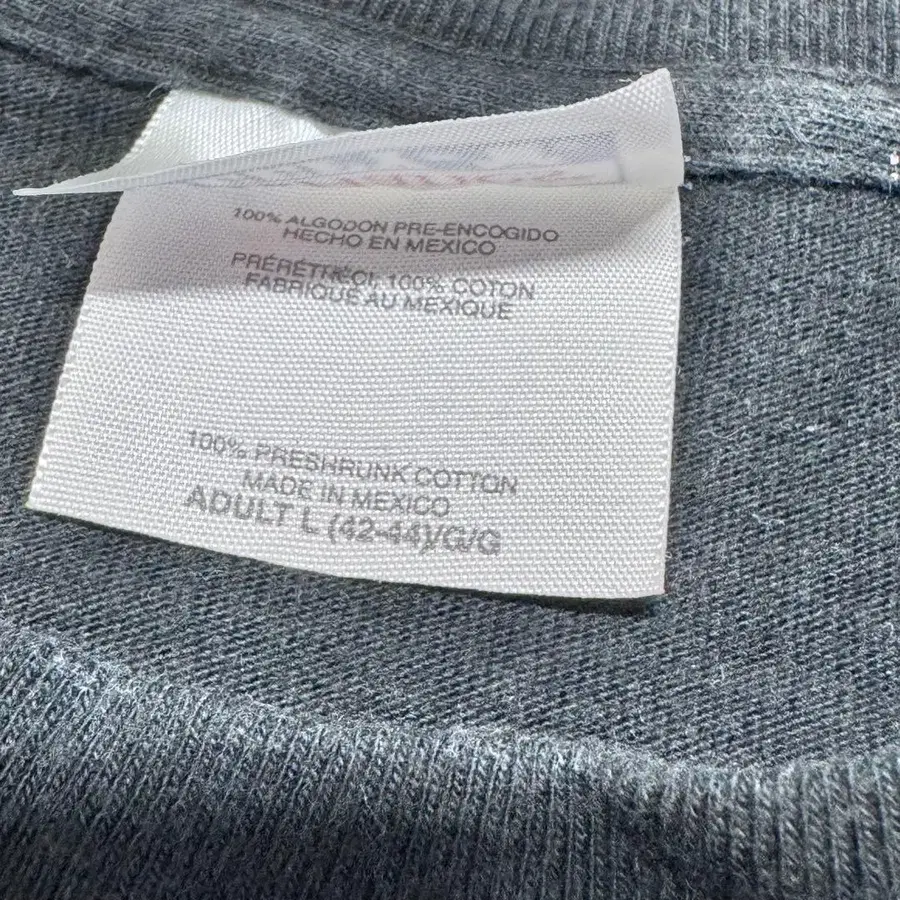 100% ALGODON PRE-ENCOGIDO
HECHO EN MEXICO
PRÉRÉTRÉCI, 100% COTON
FABRIQUÉ AU MEXIQUE
100% PRESHRUNK COTTON
MADE IN MEXICO
ADULT L (42-44)/G/G